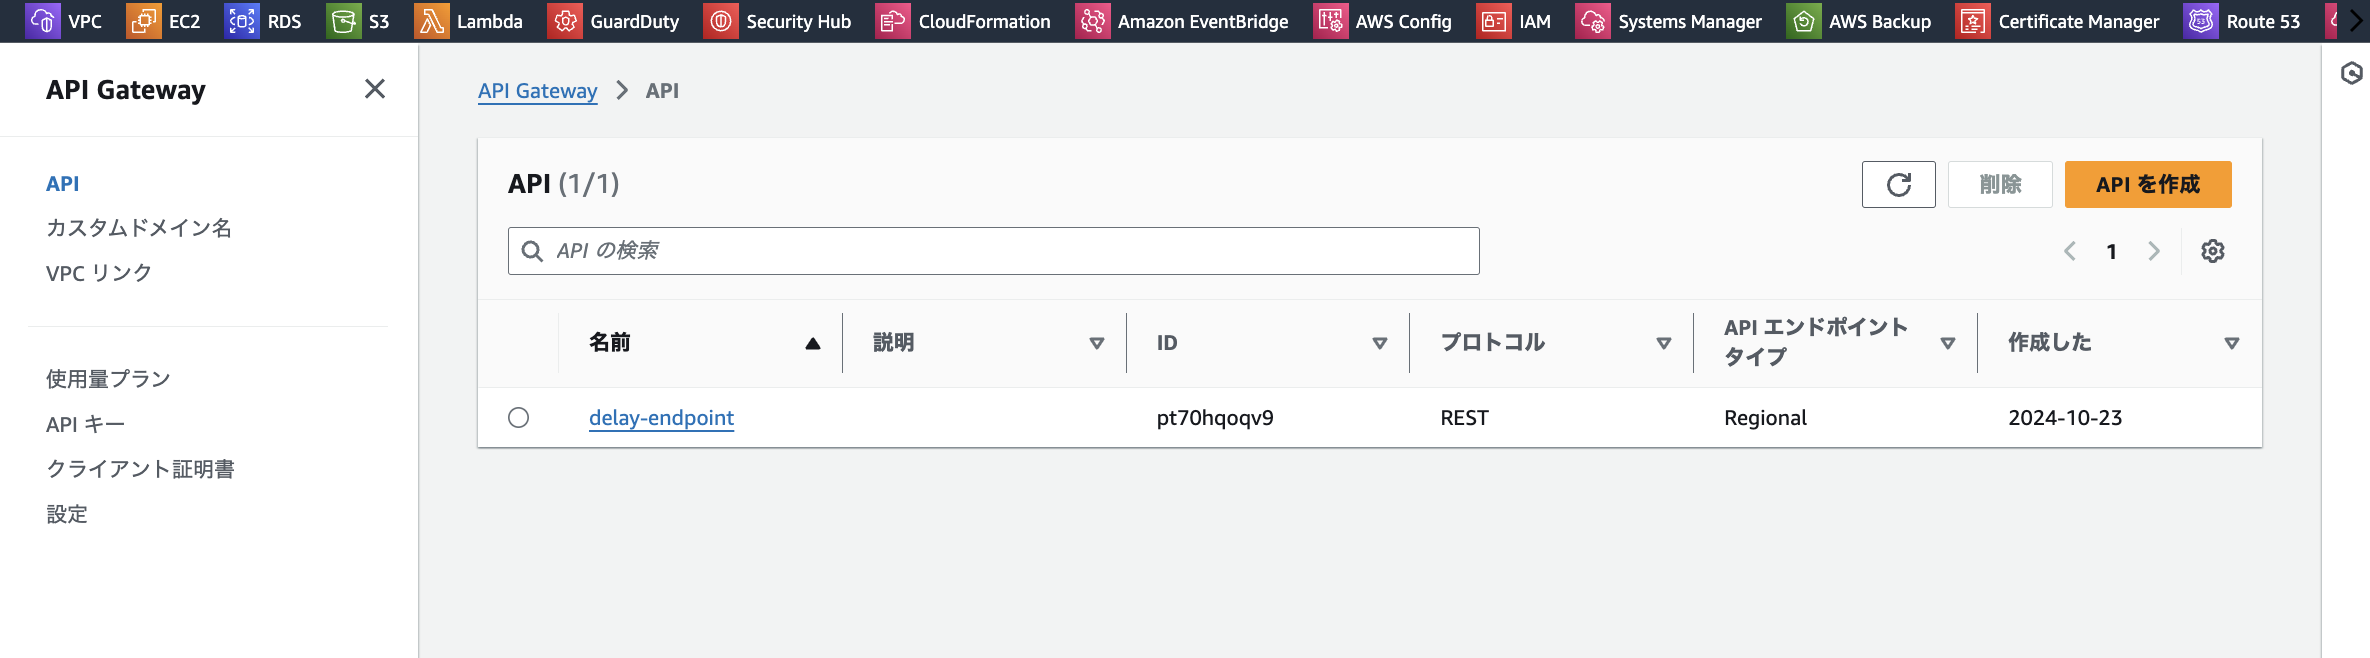 VPC EC2 RDS S3 Lambda GuardDuty Security Hub CloudFormation Amazon EventBridge AWS Config IAM Systems Manager AWS Backup Certificate Manager Route 53
API Gateway
API
カスタムドメイン名
VPC リンク
使用量プラン
API キー
クライアント証明書
設定
API Gateway > API
API (1/1)
削除
API を作成
API の検索
1
名前 説明 ID プロトコル API エンドポイント 作成した
タイプ
delay-endpoint pt70hqoqv9 REST Regional 2024-10-23